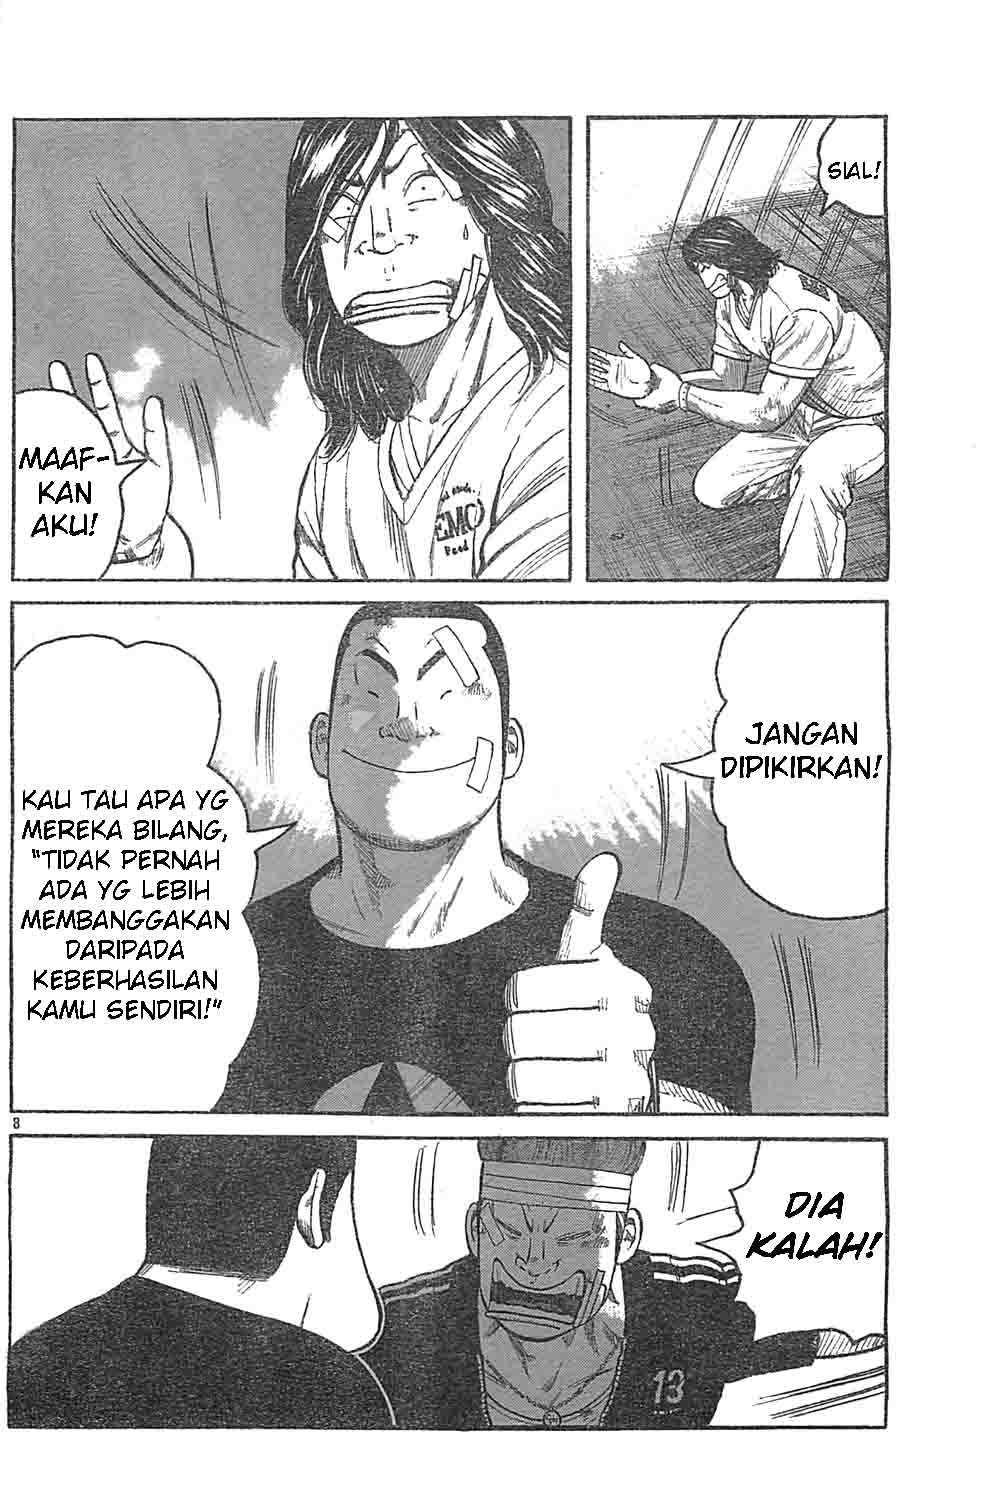 SIAL!
MAAF-
KAN
AKU!
EMO
Peed
JANGAN
DIPIKIRKAN!
KAU TAU APA YG
MEREKA BILANG,
"TIDAK PERNAH
ADA YG LEBIH
MEMBANGGAKAN
DARIPADA
KEBERHASILAN
KAMU SENDIRI!"
8
DIA
KALAH!
13